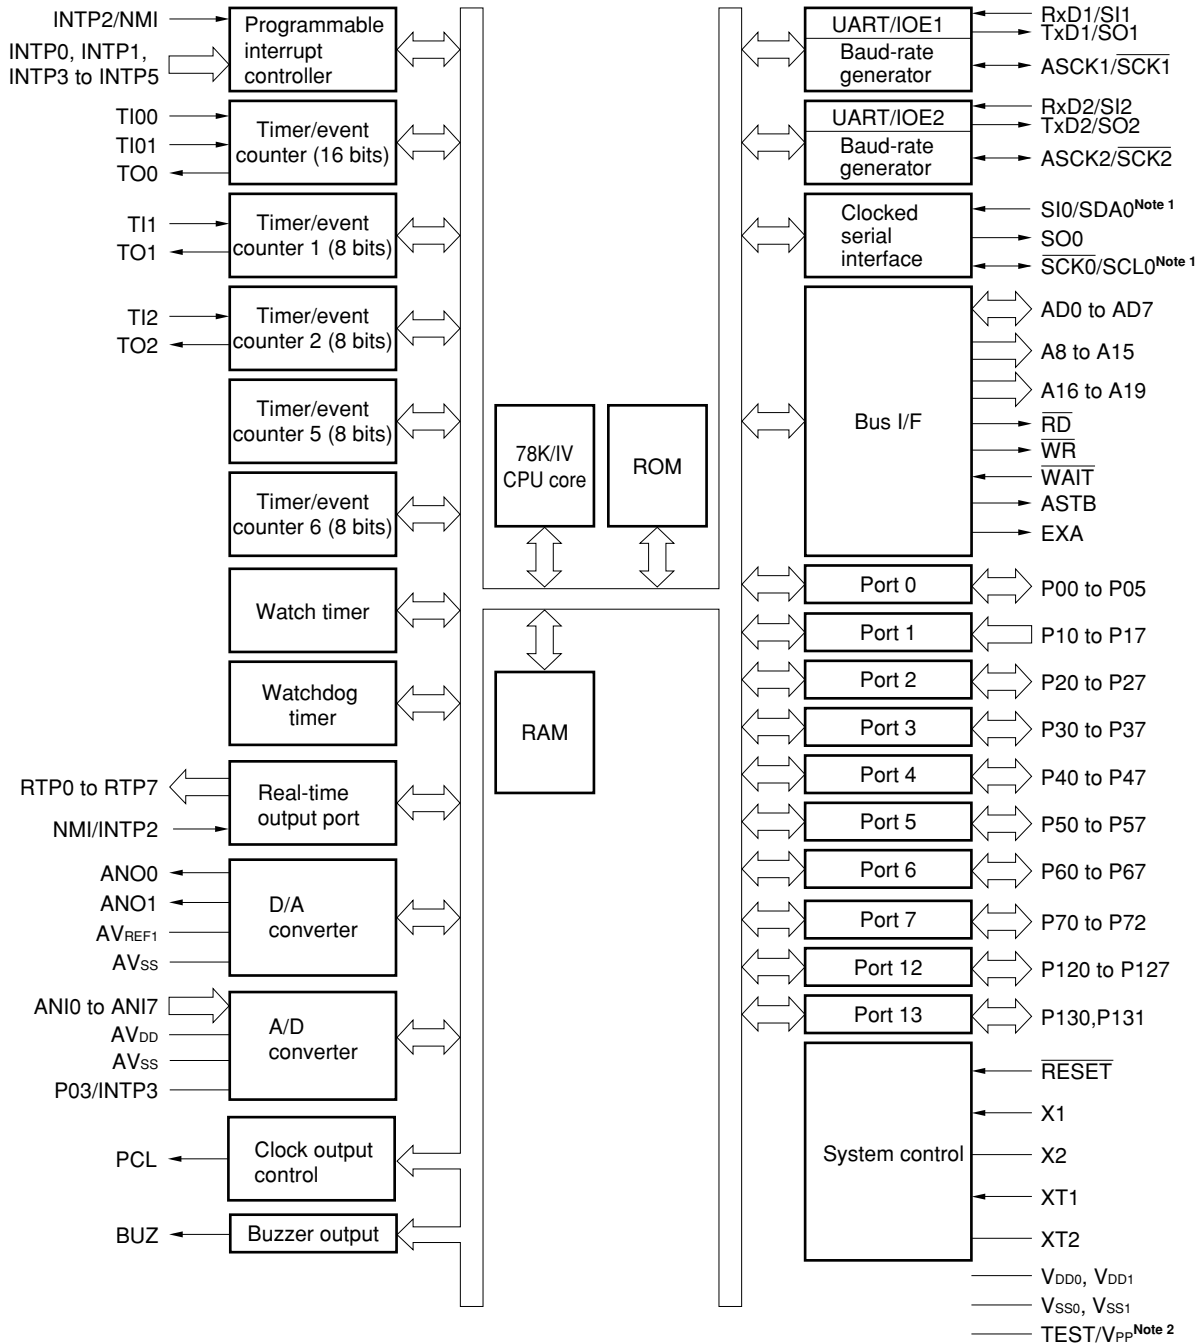 INTP2/NMI
INTP0, INTP1,
INTP3 to INTP5
Programmable
interrupt
controller
TI00
TI01
TO0
Timer/event
counter (16 bits)
TI1
TO1
Timer/event
counter 1 (8 bits)
TI2
TO2
Timer/event
counter 2 (8 bits)
Timer/event
counter 5 (8 bits)
Timer/event
counter 6 (8 bits)
Watch timer
Watchdog
timer
RTP0 to RTP7
NMI/INTP2
Real-time
output port
ANO0
ANO1
AVREF1
AVSS
D/A
converter
ANI0 to ANI7
AVDD
AVSS
P03/INTP3
A/D
converter
PCL
Clock output
control
BUZ
Buzzer output
78K/IV
CPU core
ROM
RAM
UART/IOE1
Baud-rate
generator
RxD1/SI1
TxD1/SO1
ASCK1/S̅C̅K̅1̅
UART/IOE2
Baud-rate
generator
RxD2/SI2
TxD2/SO2
ASCK2/S̅C̅K̅2̅
Clocked
serial
interface
SI0/SDA0Note 1
SO0
S̅C̅K̅0̅/SCL0Note 1
Bus I/F
AD0 to AD7
A8 to A15
A16 to A19
R̅D̅
W̅R̅
W̅A̅I̅T̅
ASTB
EXA
Port 0
P00 to P05
Port 1
P10 to P17
Port 2
P20 to P27
Port 3
P30 to P37
Port 4
P40 to P47
Port 5
P50 to P57
Port 6
P60 to P67
Port 7
P70 to P72
Port 12
P120 to P127
Port 13
P130,P131
System control
R̅E̅S̅E̅T̅
X1
X2
XT1
XT2
VDD0, VDD1
VSS0, VSS1
TEST/VPPNote 2